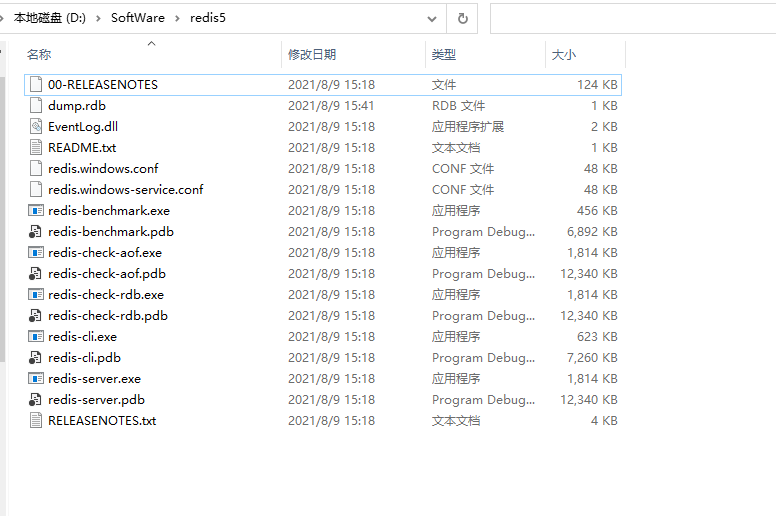 本地磁盘 (D:) > SoftWare > redis5
名称 修改日期 类型 大小
00-RELEASENOTES 2021/8/9 15:18 文件 124 KB
dump.rdb 2021/8/9 15:41 RDB 文件 1 KB
EventLog.dll 2021/8/9 15:18 应用程序扩展 2 KB
README.txt 2021/8/9 15:18 文本文档 1 KB
redis.windows.conf 2021/8/9 15:18 CONF 文件 48 KB
redis.windows-service.conf 2021/8/9 15:18 CONF 文件 48 KB
redis-benchmark.exe 2021/8/9 15:18 应用程序 456 KB
redis-benchmark.pdb 2021/8/9 15:18 Program Debug... 6,892 KB
redis-check-aof.exe 2021/8/9 15:18 应用程序 1,814 KB
redis-check-aof.pdb 2021/8/9 15:18 Program Debug... 12,340 KB
redis-check-rdb.exe 2021/8/9 15:18 应用程序 1,814 KB
redis-check-rdb.pdb 2021/8/9 15:18 Program Debug... 12,340 KB
redis-cli.exe 2021/8/9 15:18 应用程序 623 KB
redis-cli.pdb 2021/8/9 15:18 Program Debug... 7,260 KB
redis-server.exe 2021/8/9 15:18 应用程序 1,814 KB
redis-server.pdb 2021/8/9 15:18 Program Debug... 12,340 KB
RELEASENOTES.txt 2021/8/9 15:18 文本文档 4 KB